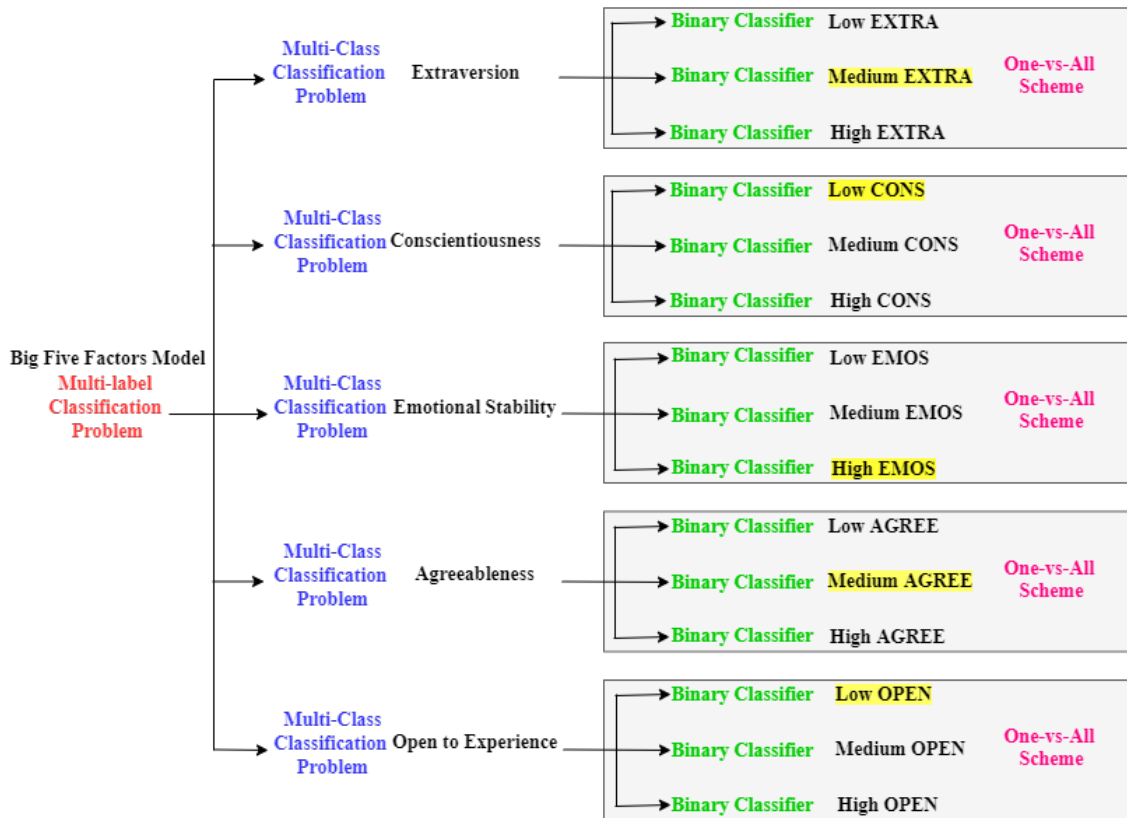 Big Five Factors Model
Multi-label
Classification
Problem
Multi-Class
Classification
Problem
Extraversion
Binary Classifier Low EXTRA
Binary Classifier Medium EXTRA
Binary Classifier High EXTRA
One-vs-All
Scheme
Multi-Class
Classification
Problem
Conscientiousness
Binary Classifier Low CONS
Binary Classifier Medium CONS
Binary Classifier High CONS
One-vs-All
Scheme
Multi-Class
Classification
Problem
Emotional Stability
Binary Classifier Low EMOS
Binary Classifier Medium EMOS
Binary Classifier High EMOS
One-vs-All
Scheme
Multi-Class
Classification
Problem
Agreeableness
Binary Classifier Low AGREE
Binary Classifier Medium AGREE
Binary Classifier High AGREE
One-vs-All
Scheme
Multi-Class
Classification
Problem
Open to Experience
Binary Classifier Low OPEN
Binary Classifier Medium OPEN
Binary Classifier High OPEN
One-vs-All
Scheme